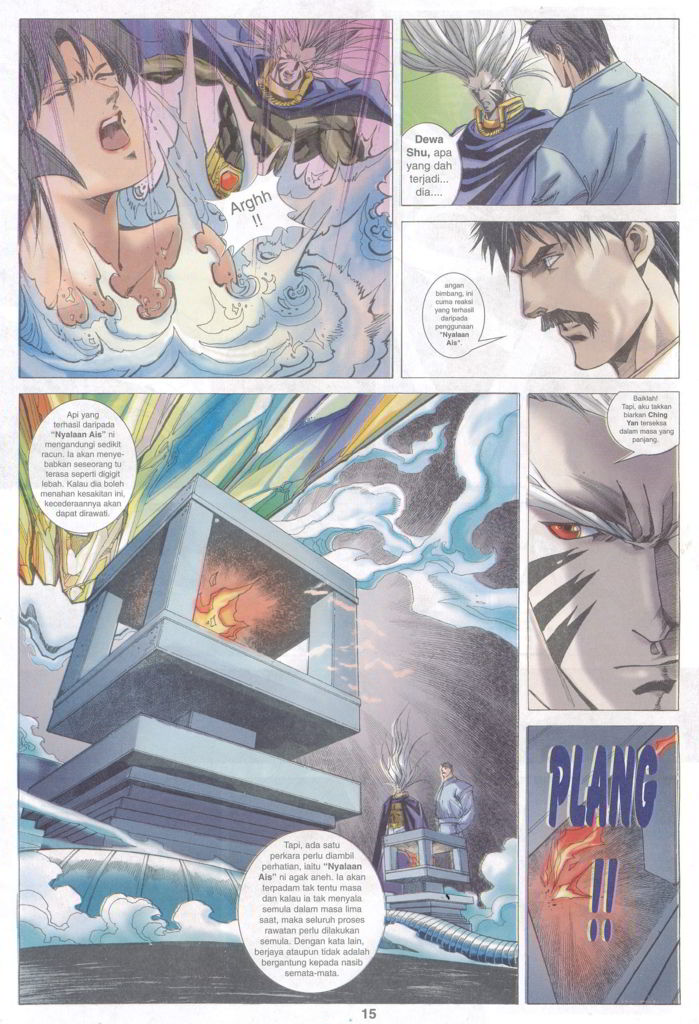 Arghh
!!
Dewa
Shu, apa
yang dah
terjadi...
dia....
angan
bimbang, ini
cuma reaksi
yang terhasil
daripada
penggunaan
"Nyalaan
Ais".
Api yang
terhasil daripada
"Nyalaan Ais" ni
mengandungi sedikit
racun. Ia akan menye-
babkan seseorang tu
terasa seperti digigit
lebah. Kalau dia boleh
menahan kesakitan ini,
kecederaannya akan
dapat dirawati.
Tapi, ada satu
perkara perlu diambil
perhatian, iaitu "Nyalaan
Ais" ni agak aneh. Ia akan
terpadam tak tentu masa
dan kalau ia tak menyala
semula dalam masa lima
saat, maka seluruh proses
rawatan perlu dilakukan
semula. Dengan kata lain,
berjaya ataupun tidak adalah
bergantung kepada nasib
semata-mata.
Baiklah!
Tapi, aku takkan
biarkan Ching
Yan terseksa
dalam masa yang
panjang.
PLANG
!!
15